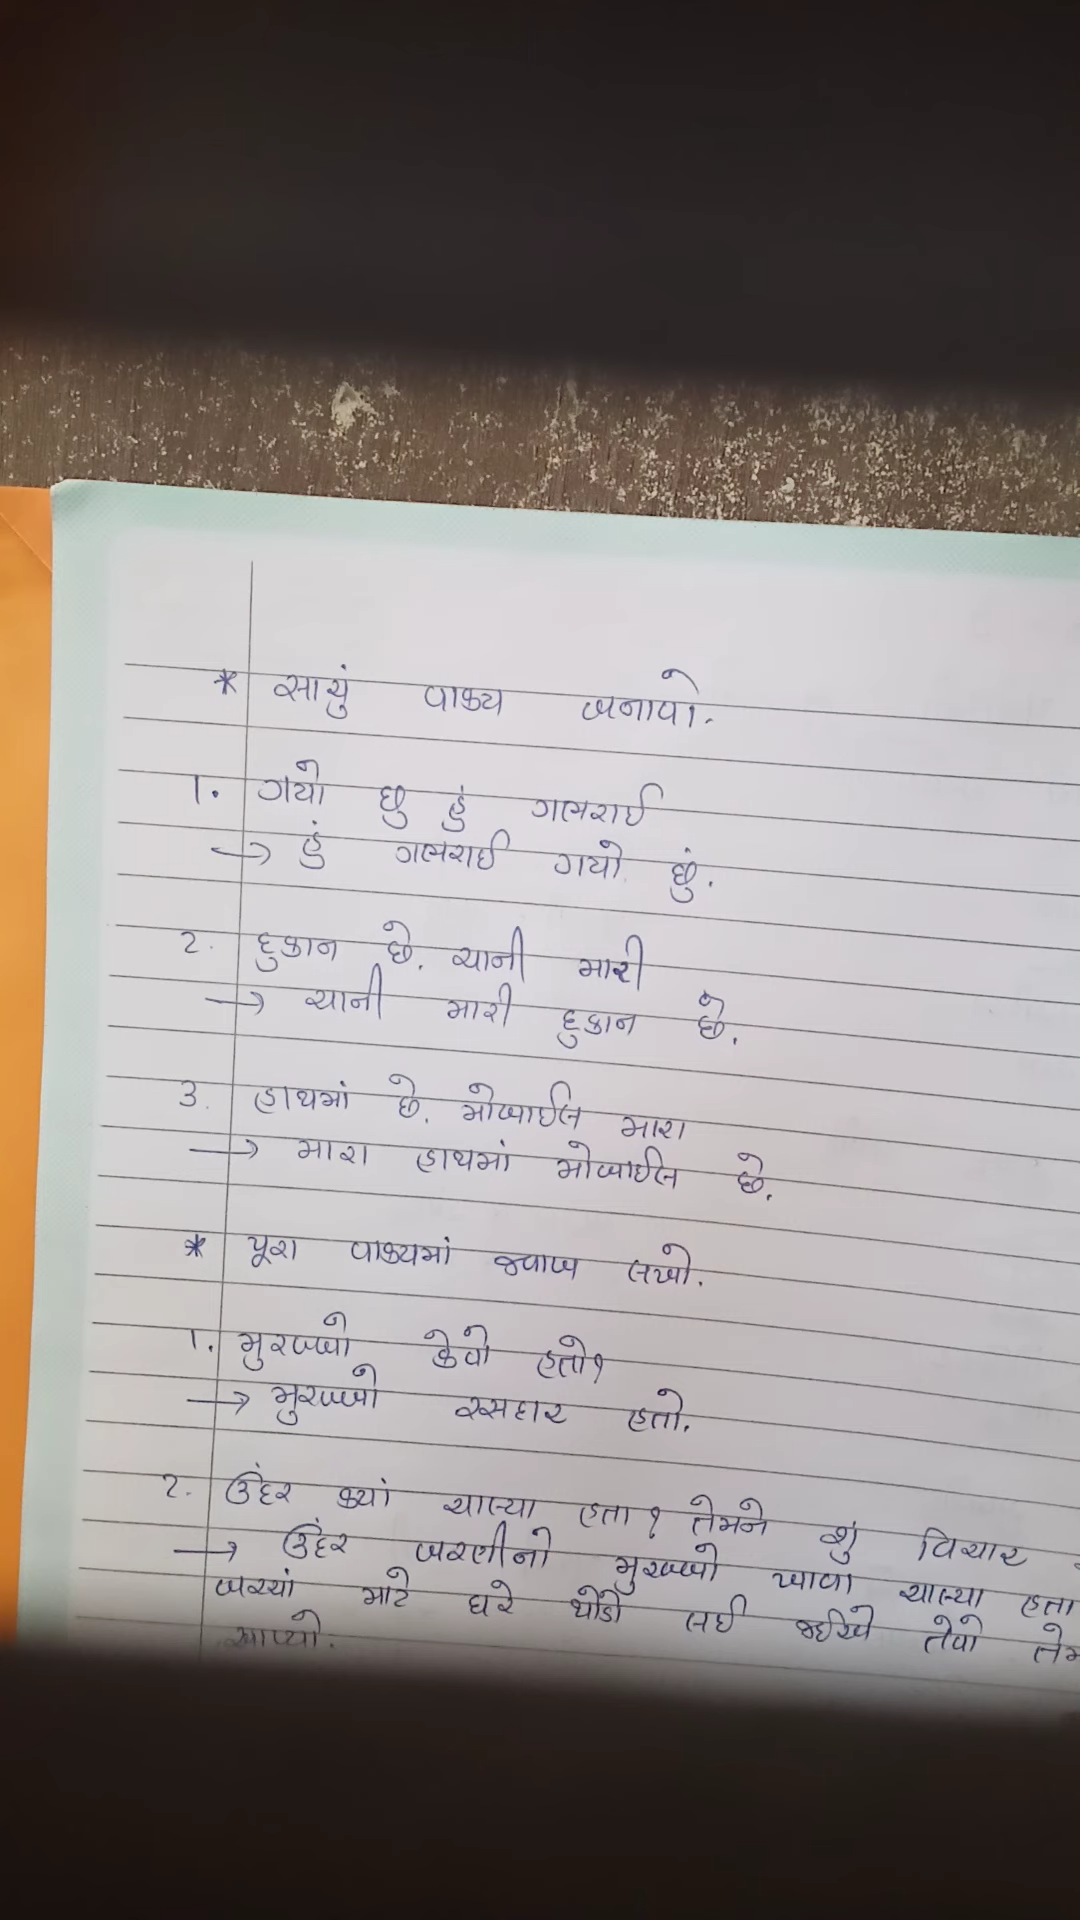 * સાચું વાક્ય બનાવો.
1. ગયો છુ હું ગભરાઈ
→ હું ગભરાઈ ગયો છું.
2. દુકાન છે. ચાની મારી
→ ચાની મારી દુકાન છે.
3. હાથમાં છે. મોબાઈલ મારા
→ મારા હાથમાં મોબાઈલ છે.
* પૂરા વાક્યમાં જવાબ લખો.
1. મુરબ્બો કેવો હતો?
→ મુરબ્બો રસદાર હતો.
2. ઉંદર ક્યાં ચાલ્યા હતા? તેમને શું વિચાર
→ ઉંદર બરણીનો મુરબ્બો ખાવા ચાલ્યા હતા
બચ્ચાં માટે ઘરે થોડો લઈ જઈએ તેવો
આપ્યો.